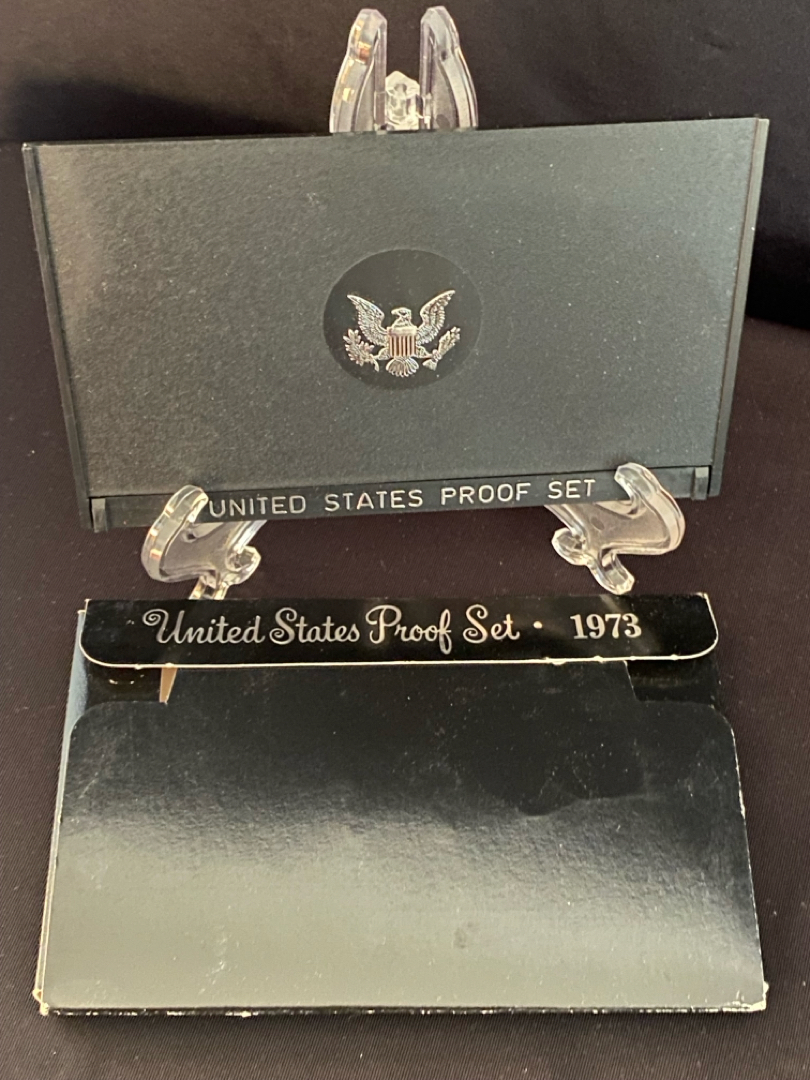 UNITED STATES PROOF SET
United States Proof Set • 1973